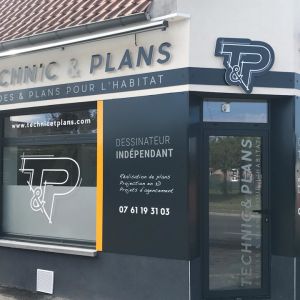 TECHNIC & PLANS
DES & PLANS POUR L'HABITAT
T&P
www.technicetplans.com
T&P
DESSINATEUR
INDÉPENDANT
Réalisation de plans
Projection en 3D
Projets d'agencement
07 61 19 31 03
TECHNIC & PLANS
L'HABITAT